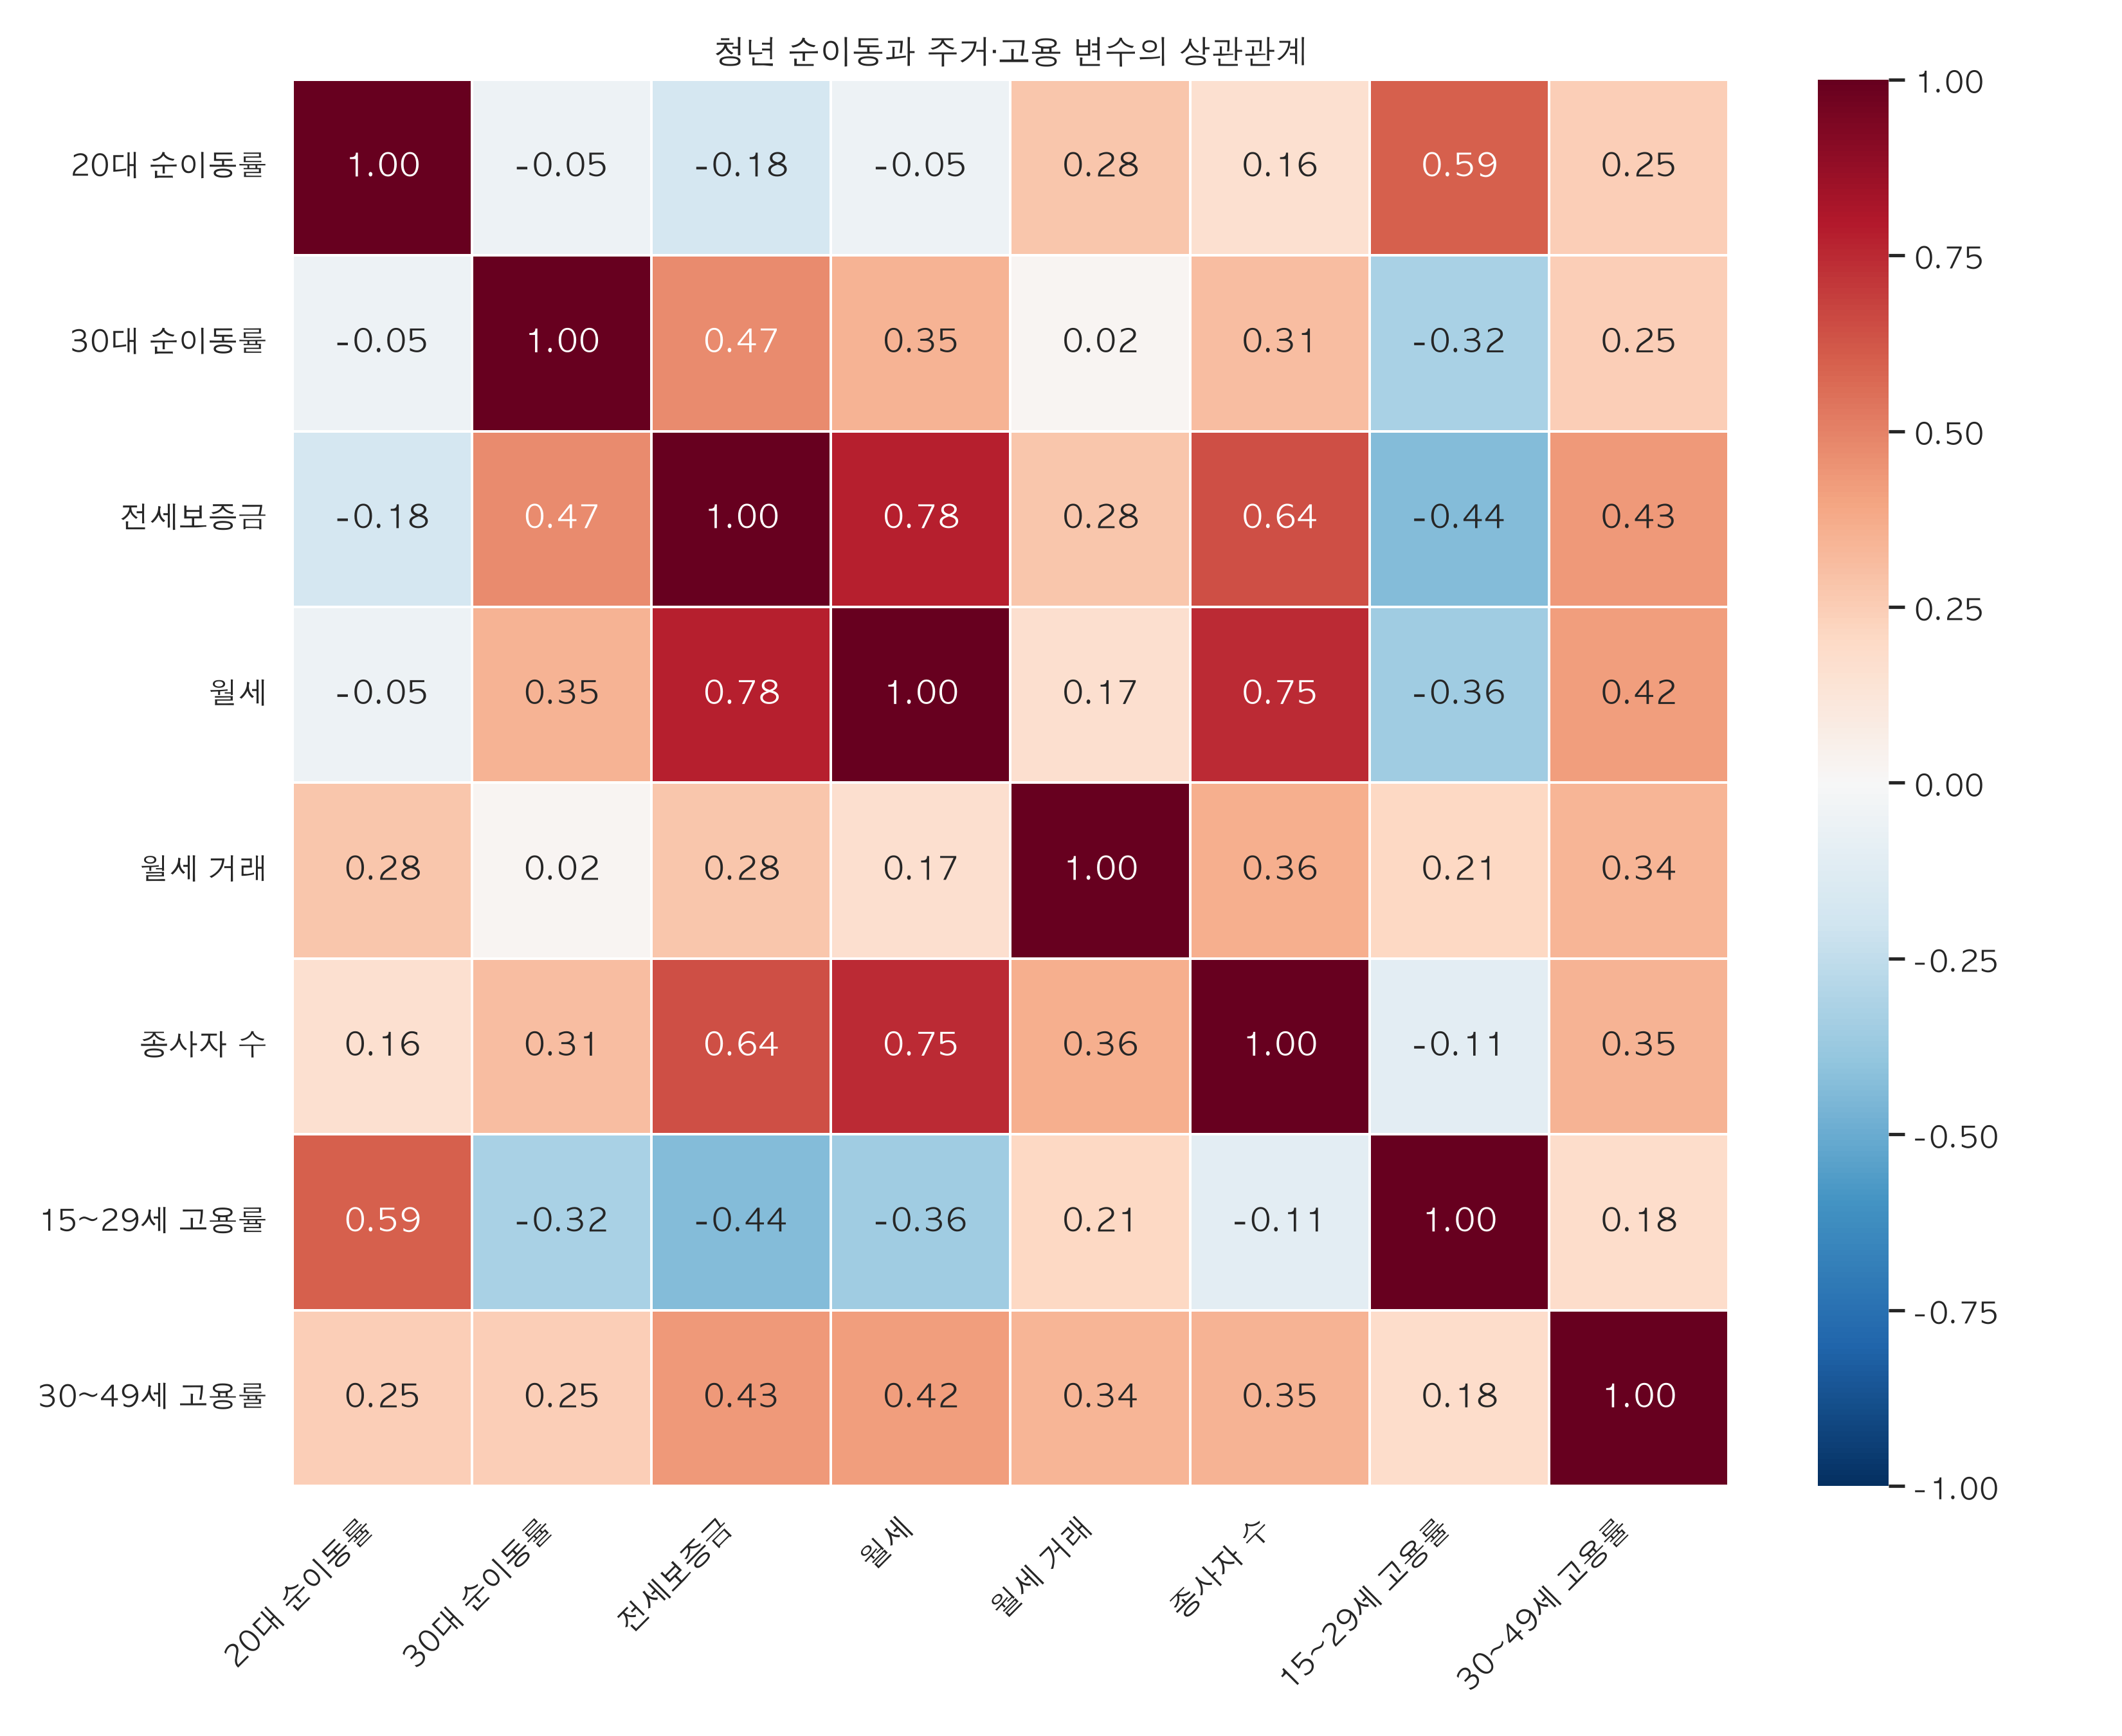 청년 순이동과 주거·고용 변수의 상관관계
20대 순이동률 1.00 -0.05 -0.18 -0.05 0.28 0.16 0.59 0.25
30대 순이동률 -0.05 1.00 0.47 0.35 0.02 0.31 -0.32 0.25
전세보증금 -0.18 0.47 1.00 0.78 0.28 0.64 -0.44 0.43
월세 -0.05 0.35 0.78 1.00 0.17 0.75 -0.36 0.42
월세 거래 0.28 0.02 0.28 0.17 1.00 0.36 0.21 0.34
종사자 수 0.16 0.31 0.64 0.75 0.36 1.00 -0.11 0.35
15~29세 고용률 0.59 -0.32 -0.44 -0.36 0.21 -0.11 1.00 0.18
30~49세 고용률 0.25 0.25 0.43 0.42 0.34 0.35 0.18 1.00
20대 순이동률
30대 순이동률
전세보증금
월세
월세 거래
종사자 수
15~29세 고용률
30~49세 고용률
1.00
0.75
0.50
0.25
0.00
-0.25
-0.50
-0.75
-1.00